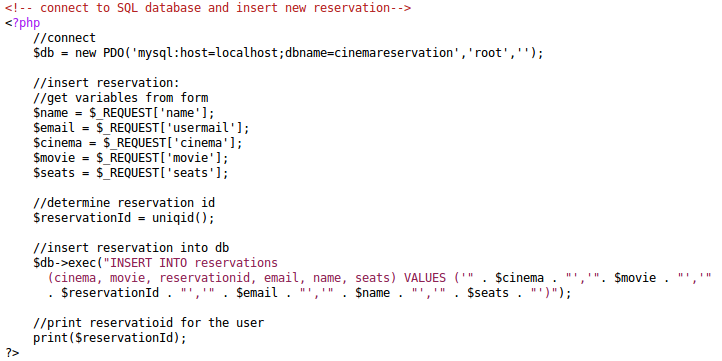 <!-- connect to SQL database and insert new reservation-->
<?php
    //connect
    $db = new PDO('mysql:host=localhost;dbname=cinemareservation','root','');

    //insert reservation:
    //get variables from form
    $name = $_REQUEST['name'];
    $email = $_REQUEST['usermail'];
    $cinema = $_REQUEST['cinema'];
    $movie = $_REQUEST['movie'];
    $seats = $_REQUEST['seats'];

    //determine reservation id
    $reservationId = uniqid();

    //insert reservation into db
    $db->exec("INSERT INTO reservations
      (cinema, movie, reservationid, email, name, seats) VALUES ('" . $cinema . "','". $movie . "','"
      . $reservationId . "','" . $email . "','" . $name . "','" . $seats . "')");

    //print reservatioid for the user
    print($reservationId);
?>